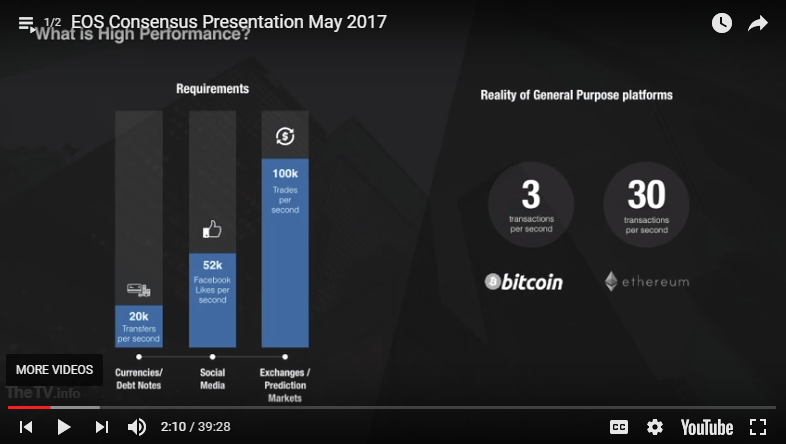 1/2 EOS Consensus Presentation May 2017
What is High Performance?
Requirements
100k
Trades
per
second
52k
Facebook
Likes per
second
20k
Transfers
per second
Currencies/
Debt Notes
Social
Media
Exchanges /
Prediction
Markets
Reality of General Purpose platforms
3
transactions
per second
bitcoin
30
transactions
per second
ethereum
MORE VIDEOS
TheTV.info
2:10 / 39:28
CC
YouTube